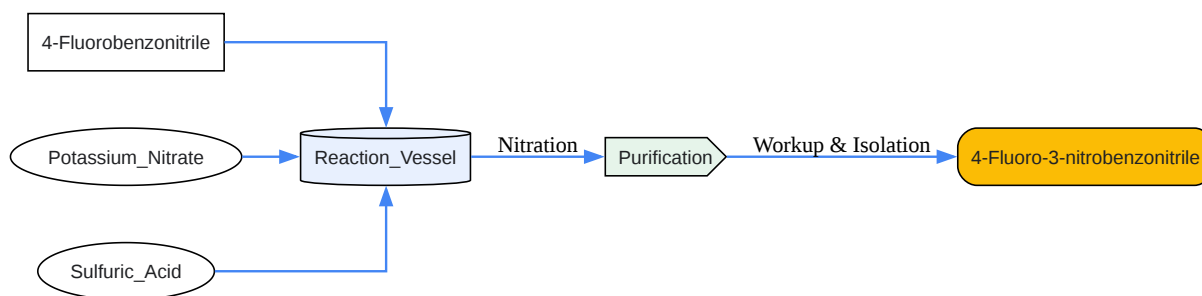 4-Fluorobenzonitrile
Potassium_Nitrate
Reaction_Vessel
Nitration
Purification
Workup & Isolation
4-Fluoro-3-nitrobenzonitrile
Sulfuric_Acid